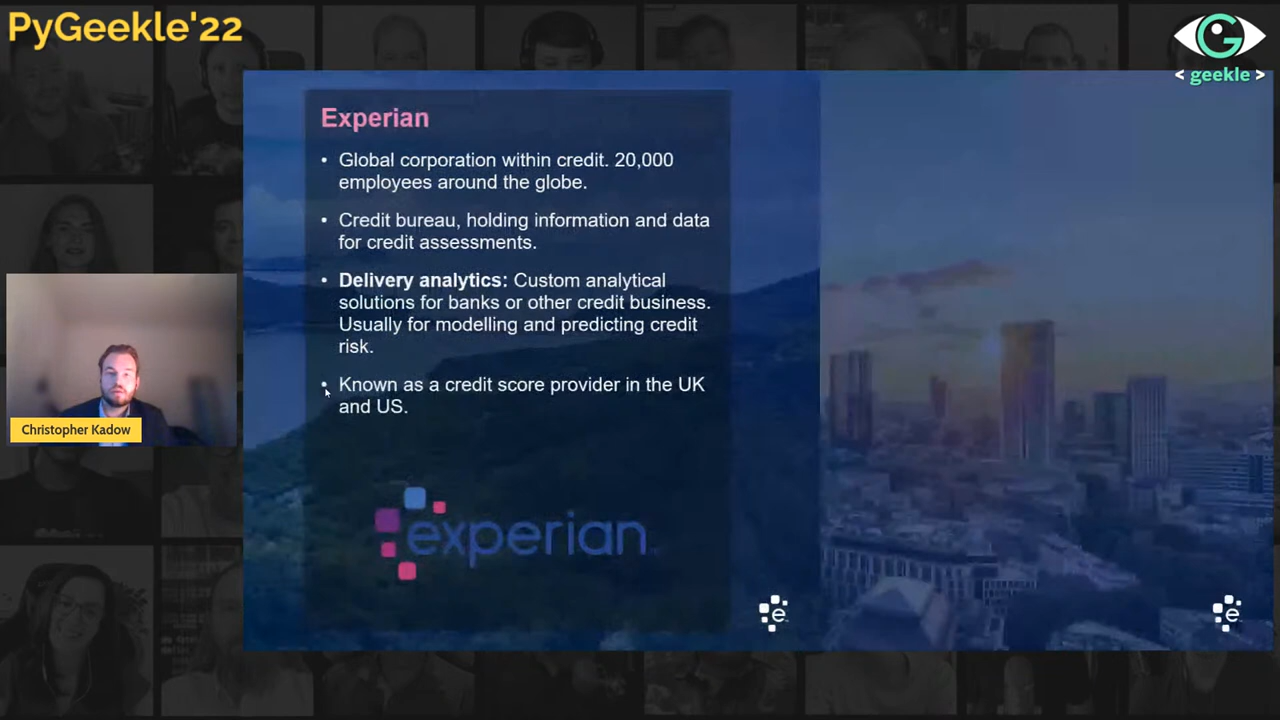 PyGeekle'22
< geekle >
Experian
• Global corporation within credit. 20,000
employees around the globe.
• Credit bureau, holding information and data
for credit assessments.
• Delivery analytics: Custom analytical
solutions for banks or other credit business.
Usually for modelling and predicting credit
risk.
• Known as a credit score provider in the UK
and US.
Christopher Kadow
experian
e
e